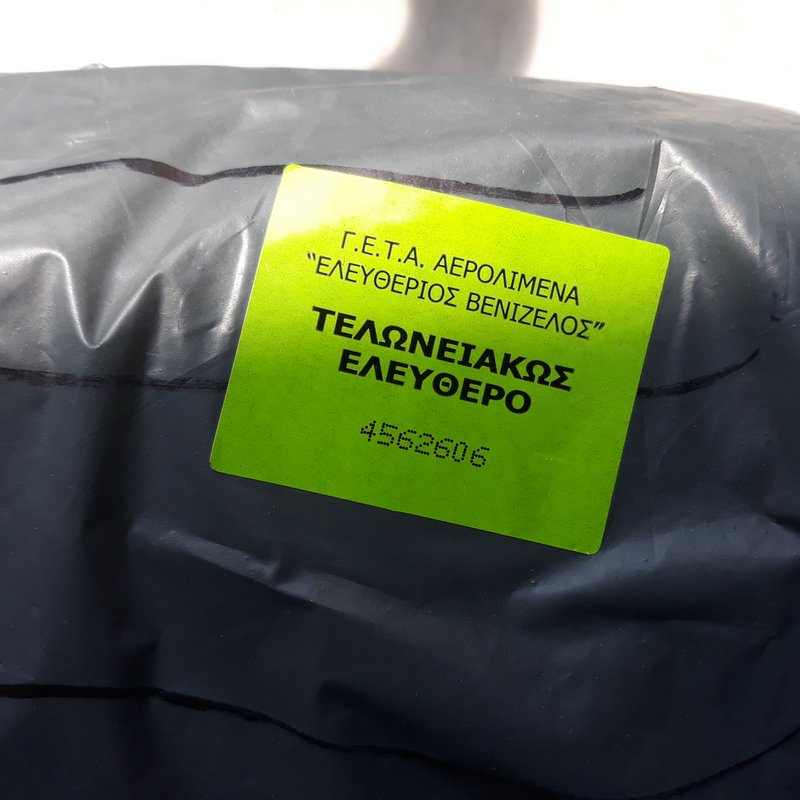 Γ.Ε.Τ.Α. ΑΕΡΟΛΙΜΕΝΑ
“ΕΛΕΥΘΕΡΙΟΣ ΒΕΝΙΖΕΛΟΣ”
ΤΕΛΩΝΕΙΑΚΩΣ
ΕΛΕΥΘΕΡΟ
4562606